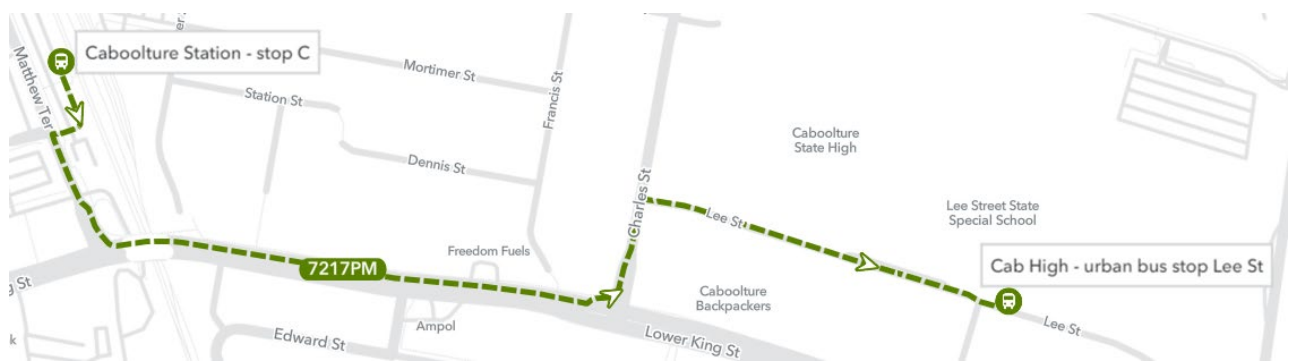 Caboolture Station - stop C
Matthew Ter
Mortimer St
Station St
Francis St
Dennis St
Caboolture
State High
Charles St
Lee St
Lee Street State
Special School
Freedom Fuels
7217PM
Cab High - urban bus stop Lee St
Caboolture
Backpackers
g St
Ampol
Lower King St
Lee St
Edward St
k